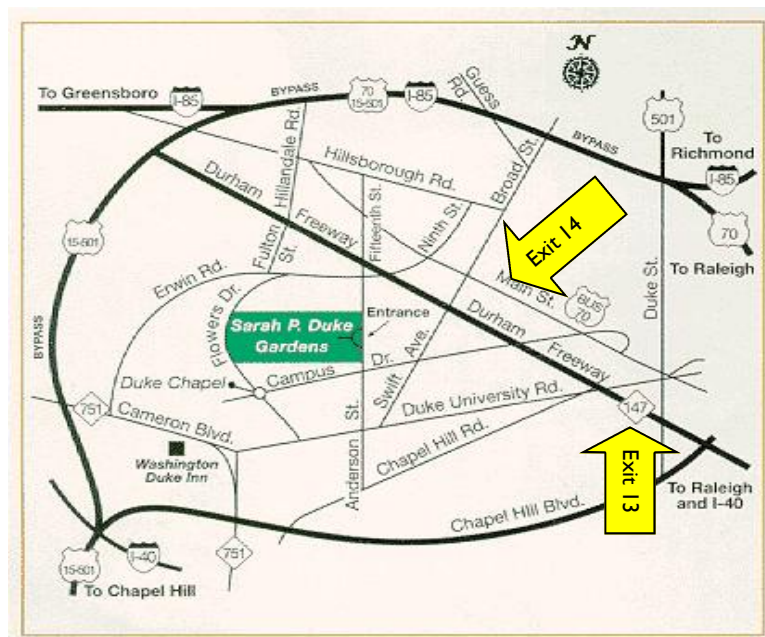 N
To Greensboro
I-85
BYPASS
70
15-501
I-85
Guess
Rd.
501
To
Richmond
I-85
BYPASS
Hillandale Rd.
Hillsborough Rd.
Broad St.
70
To Raleigh
Durham
Freeway
Fifteenth St.
Ninth St.
Exit 14
15-501
Fulton
St.
Erwin Rd.
Main St.
BUS
70
Duke St.
Flowers Dr.
Sarah P. Duke
Gardens
Entrance
Durham
Freeway
BYPASS
Duke Chapel
Campus
Dr.
Swift
Ave.
751
Cameron Blvd.
Duke University Rd.
147
Washington
Duke Inn
Anderson
St.
Chapel Hill Rd.
Exit 13
To Raleigh
and I-40
Chapel Hill Blvd.
15-501
I-40
751
To Chapel Hill